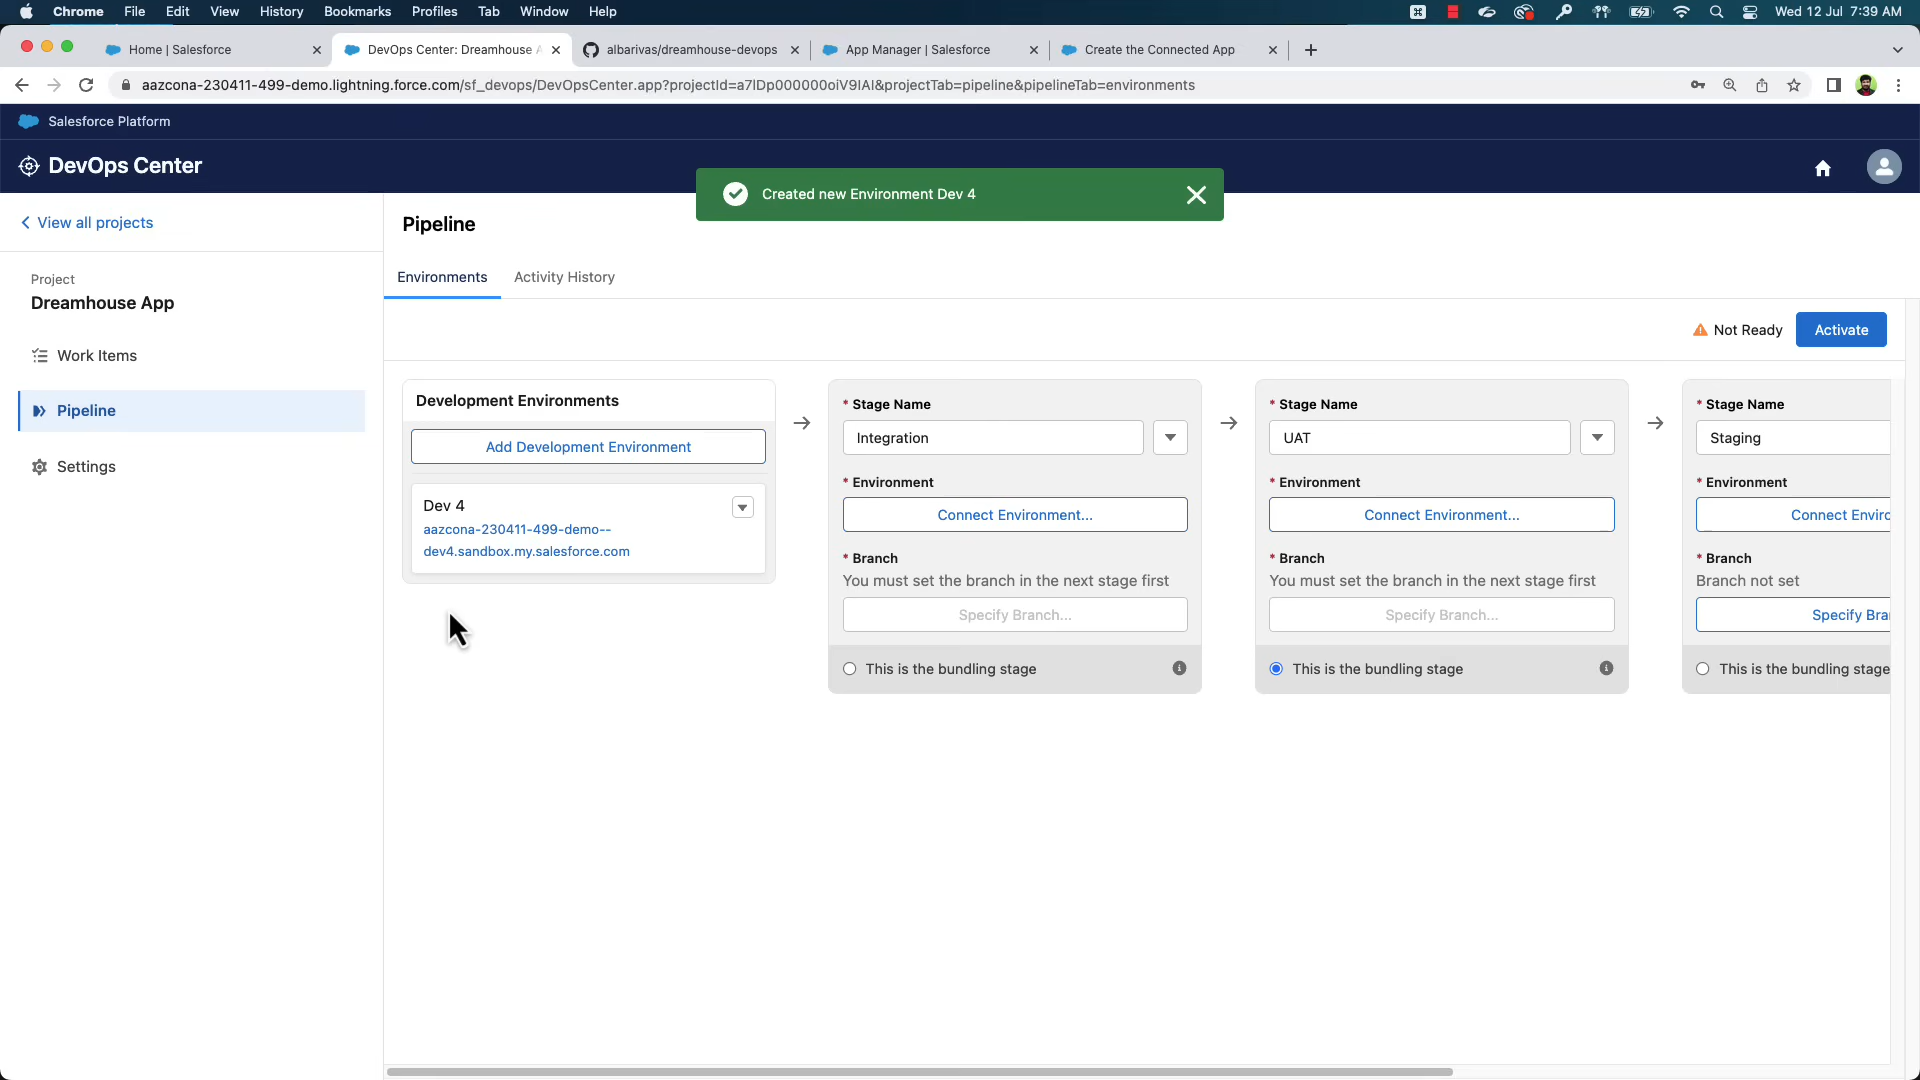 Chrome File Edit View History Bookmarks Profiles Tab Window Help Wed 12 Jul 7:39 AM
Home | Salesforce
DevOps Center: Dreamhouse A
albarivas/dreamhouse-devops
App Manager | Salesforce
Create the Connected App
aazcona-230411-499-demo.lightning.force.com/sf_devops/DevOpsCenter.app?projectId=a7lDp000000oiV9IAI&projectTab=pipeline&pipelineTab=environments
Salesforce Platform
DevOps Center
Created new Environment Dev 4
View all projects
Project
Dreamhouse App
Work Items
Pipeline
Settings
Pipeline
Environments Activity History
Not Ready Activate
Development Environments
Add Development Environment
Dev 4
aazcona-230411-499-demo--
dev4.sandbox.my.salesforce.com
* Stage Name
Integration
* Environment
Connect Environment...
* Branch
You must set the branch in the next stage first
Specify Branch...
This is the bundling stage
* Stage Name
UAT
* Environment
Connect Environment...
* Branch
You must set the branch in the next stage first
Specify Branch...
This is the bundling stage
* Stage Name
Staging
* Environment
Connect Enviro
* Branch
Branch not set
Specify Bra
This is the bundling stage